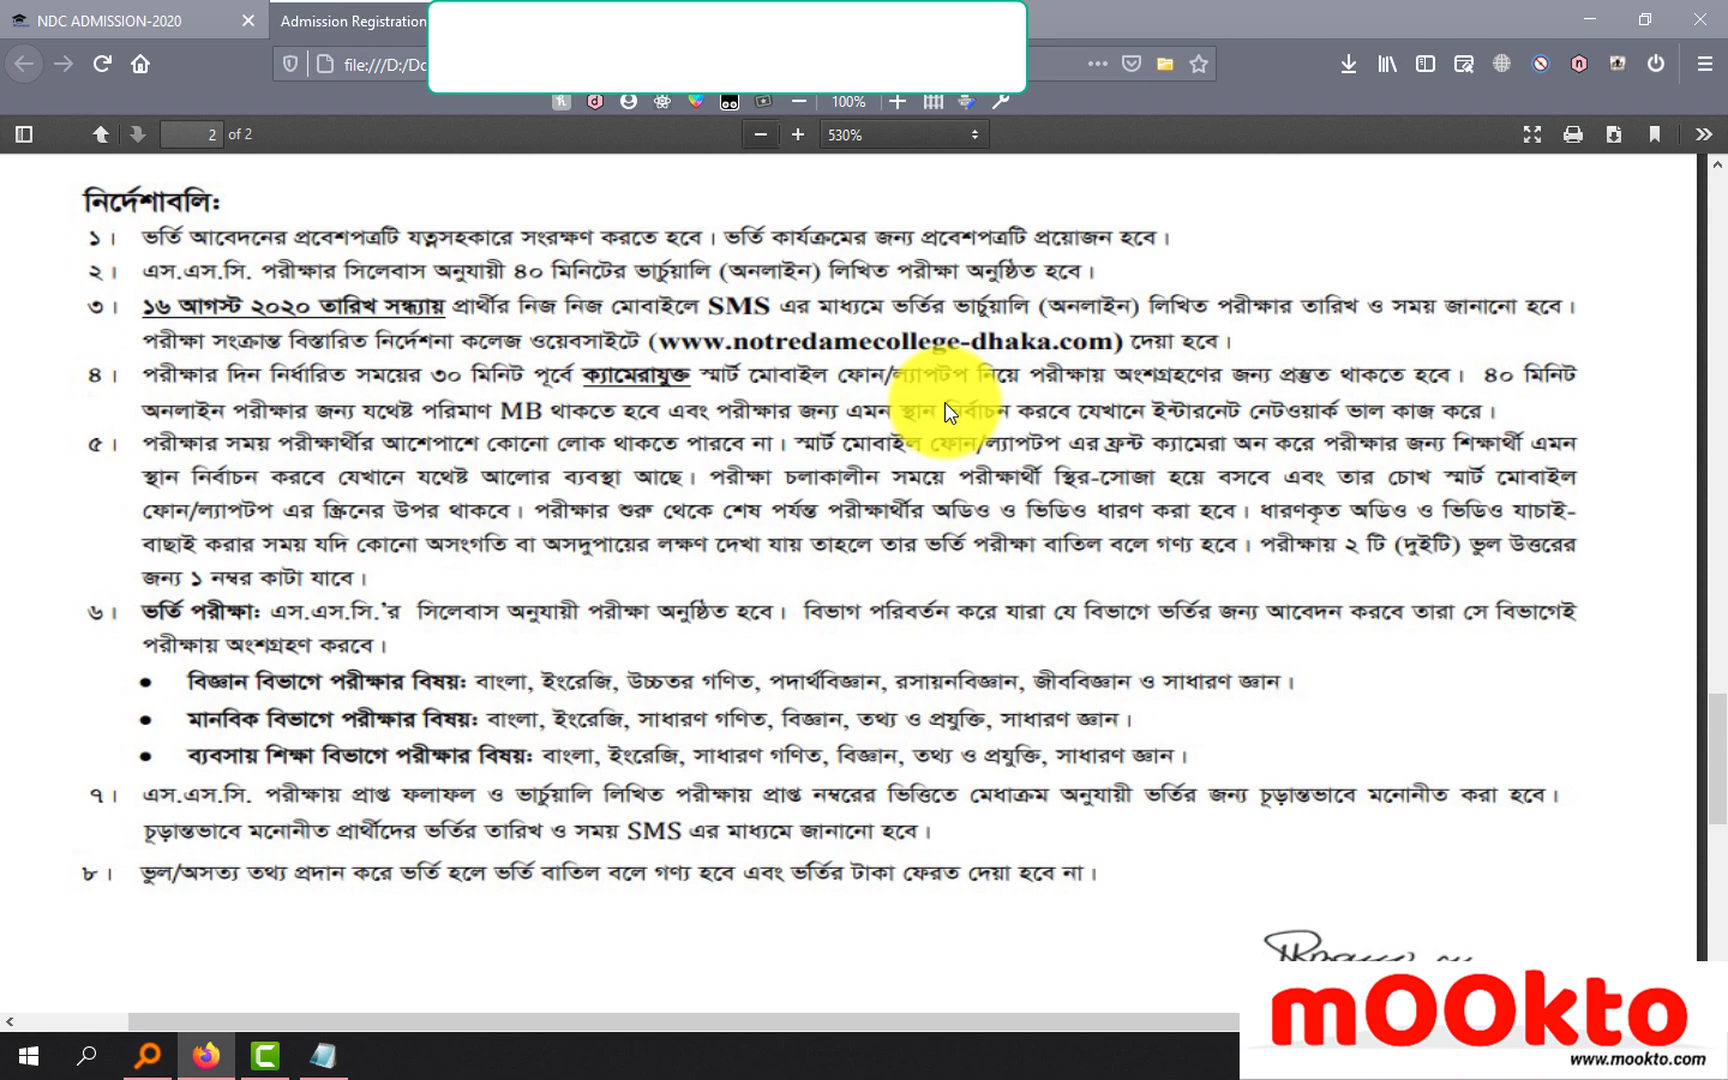 NDC ADMISSION-2020
Admission Registration
file:///D:/Do
100%
2 of 2
530%
নির্দেশাবলি:
১। ভর্তি আবেদনের প্রবেশপত্রটি যত্নসহকারে সংরক্ষণ করতে হবে। ভর্তি কার্যক্রমের জন্য প্রবেশপত্রটি প্রয়োজন হবে।
২। এস.এস.সি. পরীক্ষার সিলেবাস অনুযায়ী ৪০ মিনিটের ভার্চুয়ালি (অনলাইন) লিখিত পরীক্ষা অনুষ্ঠিত হবে।
৩। ১৬ আগস্ট ২০২০ তারিখ সন্ধ্যায় প্রার্থীর নিজ নিজ মোবাইলে SMS এর মাধ্যমে ভর্তির ভার্চুয়ালি (অনলাইন) লিখিত পরীক্ষার তারিখ ও সময় জানানো হবে।
পরীক্ষা সংক্রান্ত বিস্তারিত নির্দেশনা কলেজ ওয়েবসাইটে (www.notredamecollege-dhaka.com) দেয়া হবে।
৪। পরীক্ষার দিন নির্ধারিত সময়ের ৩০ মিনিট পূর্বে ক্যামেরাযুক্ত স্মার্ট মোবাইল ফোন/ল্যাপটপ নিয়ে পরীক্ষায় অংশগ্রহণের জন্য প্রস্তুত থাকতে হবে। ৪০ মিনিট
অনলাইন পরীক্ষার জন্য যথেষ্ট পরিমাণ MB থাকতে হবে এবং পরীক্ষার জন্য এমন স্থান নির্বাচন করবে যেখানে ইন্টারনেট নেটওয়ার্ক ভাল কাজ করে।
৫। পরীক্ষার সময় পরীক্ষার্থীর আশেপাশে কোনো লোক থাকতে পারবে না। স্মার্ট মোবাইল ফোন/ল্যাপটপ এর ফ্রন্ট ক্যামেরা অন করে পরীক্ষার জন্য শিক্ষার্থী এমন
স্থান নির্বাচন করবে যেখানে যথেষ্ট আলোর ব্যবস্থা আছে। পরীক্ষা চলাকালীন সময়ে পরীক্ষার্থী স্থির-সোজা হয়ে বসবে এবং তার চোখ স্মার্ট মোবাইল
ফোন/ল্যাপটপ এর স্ক্রিনের উপর থাকবে। পরীক্ষার শুরু থেকে শেষ পর্যন্ত পরীক্ষার্থীর অডিও ও ভিডিও ধারণ করা হবে। ধারণকৃত অডিও ও ভিডিও যাচাই-
বাছাই করার সময় যদি কোনো অসংগতি বা অসদুপায়ের লক্ষণ দেখা যায় তাহলে তার ভর্তি পরীক্ষা বাতিল বলে গণ্য হবে। পরীক্ষায় ২ টি (দুইটি) ভুল উত্তরের
জন্য ১ নম্বর কাটা যাবে।
৬। ভর্তি পরীক্ষা: এস.এস.সি.'র সিলেবাস অনুযায়ী পরীক্ষা অনুষ্ঠিত হবে। বিভাগ পরিবর্তন করে যারা যে বিভাগে ভর্তির জন্য আবেদন করবে তারা সে বিভাগেই
পরীক্ষায় অংশগ্রহণ করবে।
• বিজ্ঞান বিভাগে পরীক্ষার বিষয়: বাংলা, ইংরেজি, উচ্চতর গণিত, পদার্থবিজ্ঞান, রসায়নবিজ্ঞান, জীববিজ্ঞান ও সাধারণ জ্ঞান।
• মানবিক বিভাগে পরীক্ষার বিষয়: বাংলা, ইংরেজি, সাধারণ গণিত, বিজ্ঞান, তথ্য ও প্রযুক্তি, সাধারণ জ্ঞান।
• ব্যবসায় শিক্ষা বিভাগে পরীক্ষার বিষয়: বাংলা, ইংরেজি, সাধারণ গণিত, বিজ্ঞান, তথ্য ও প্রযুক্তি, সাধারণ জ্ঞান।
৭। এস.এস.সি. পরীক্ষায় প্রাপ্ত ফলাফল ও ভার্চুয়ালি লিখিত পরীক্ষায় প্রাপ্ত নম্বরের ভিত্তিতে মেধাক্রম অনুযায়ী ভর্তির জন্য চূড়ান্তভাবে মনোনীত করা হবে।
চূড়ান্তভাবে মনোনীত প্রার্থীদের ভর্তির তারিখ ও সময় SMS এর মাধ্যমে জানানো হবে।
৮। ভুল/অসত্য তথ্য প্রদান করে ভর্তি হলে ভর্তি বাতিল বলে গণ্য হবে এবং ভর্তির টাকা ফেরত দেয়া হবে না।
mOOkto
www.mookto.com